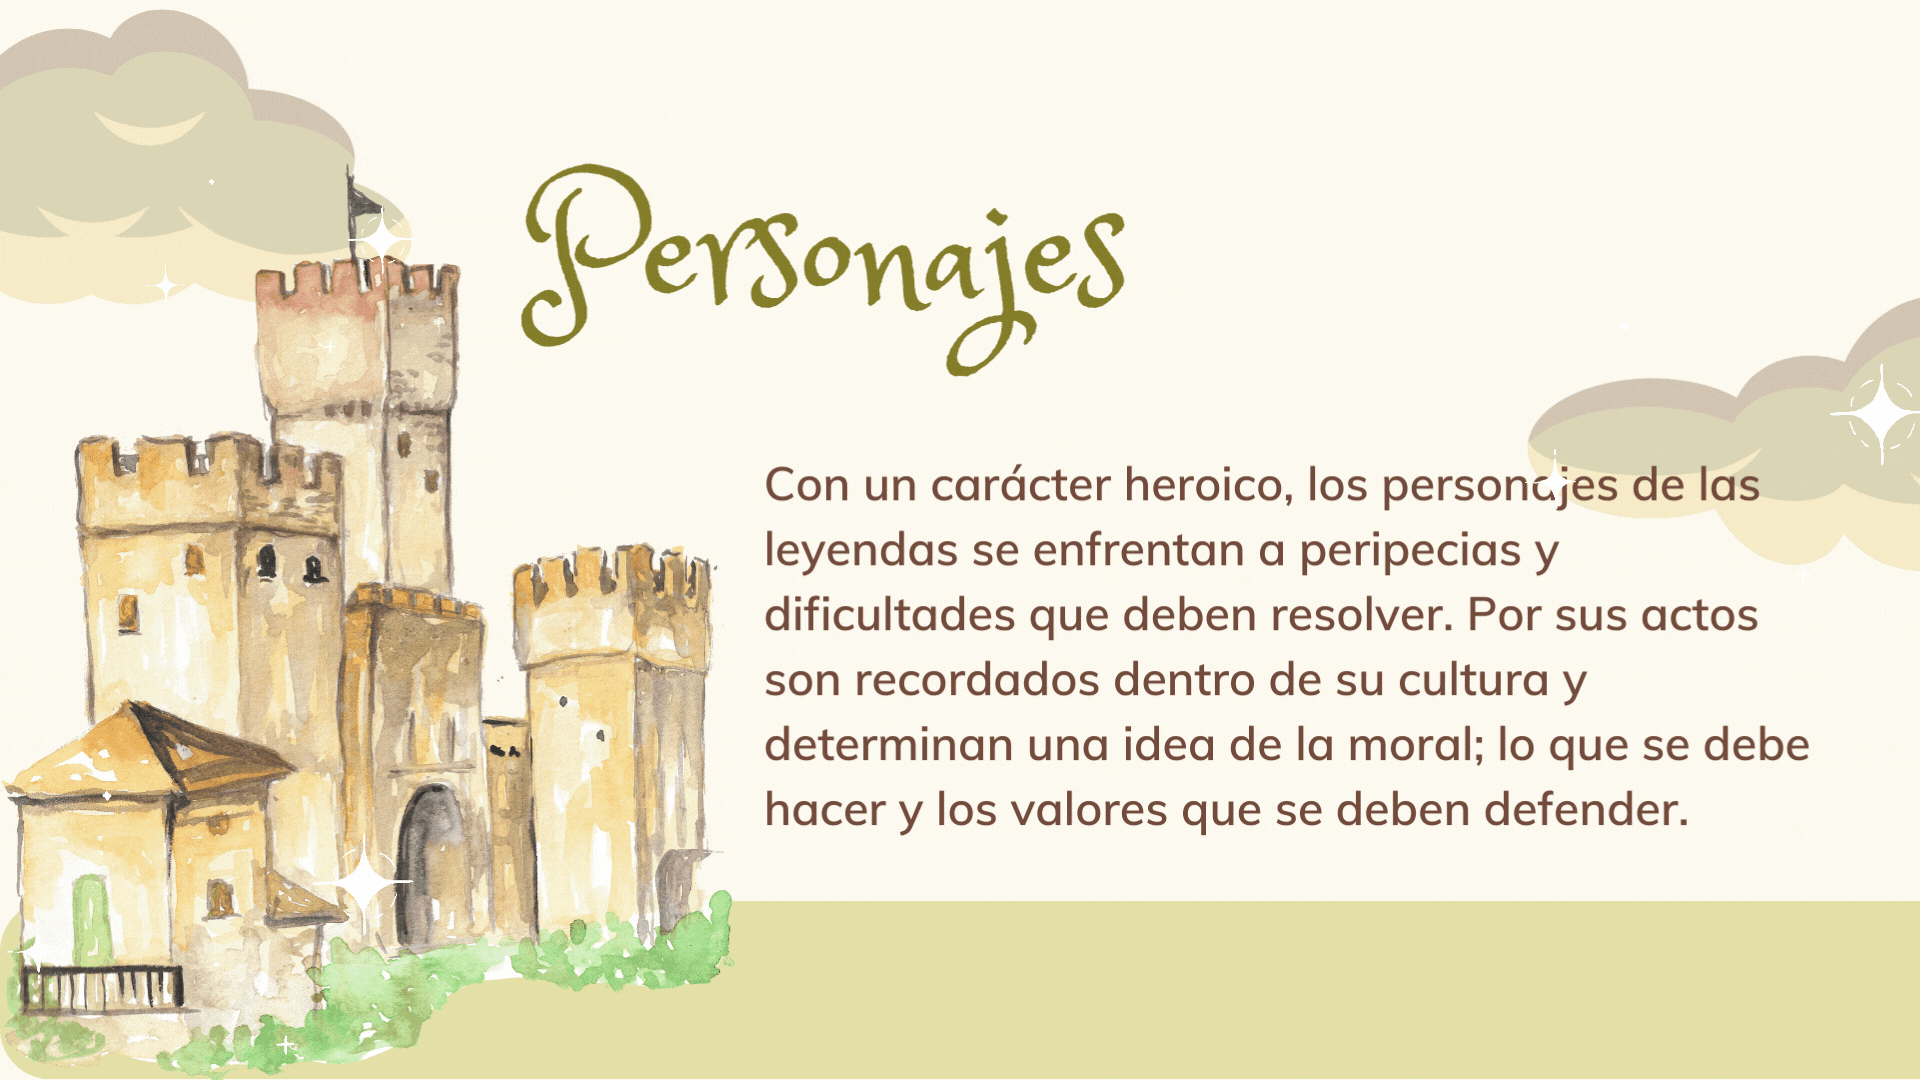 Personajes
Con un carácter heroico, los personajes de las
leyendas se enfrentan a peripecias y
dificultades que deben resolver. Por sus actos
son recordados dentro de su cultura y
determinan una idea de la moral; lo que se debe
hacer y los valores que se deben defender.